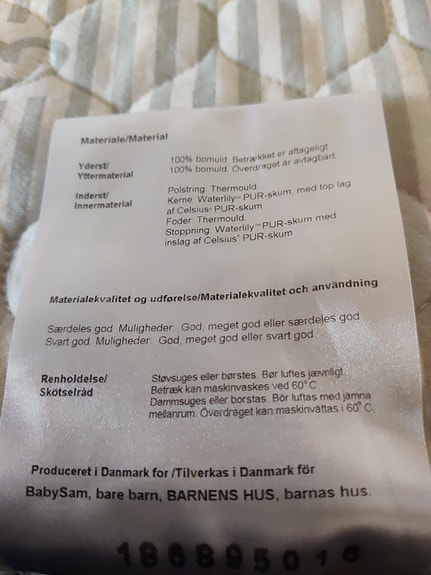 Materiale/Material
Yderst/ 100% bomuld. Betrækket er aftageligt
Yttermaterial 100% bomuld. Överdraget är avtagbart
Inderst/ Polstring: Thermould
Innermaterial Kerne: Waterlily™ PUR-skum, med top lag
af Celsius® PUR-skum
Foder: Thermould
Stoppning: Waterlily™ PUR-skum med
inslag af Celsius® PUR-skum
Materialekvalitet og udførelse/Materialekvalitet och användning
Særdeles god. Muligheder: God, meget god eller særdeles god
Svart god. Muligheder: God, meget god eller svart god
Renholdelse/ Støvsuges eller børstes. Bør luftes jævnligt.
Skötselråd Betræk kan maskinvaskes ved 60° C
Dammsuges eller borstas. Bör luftas med jämna
mellanrum. Överdraget kan maskinvättas i 60° C.
Produceret i Danmark for /Tilverkas i Danmark för
BabySam, bare barn, BARNENS HUS, barnas hus.
186895016